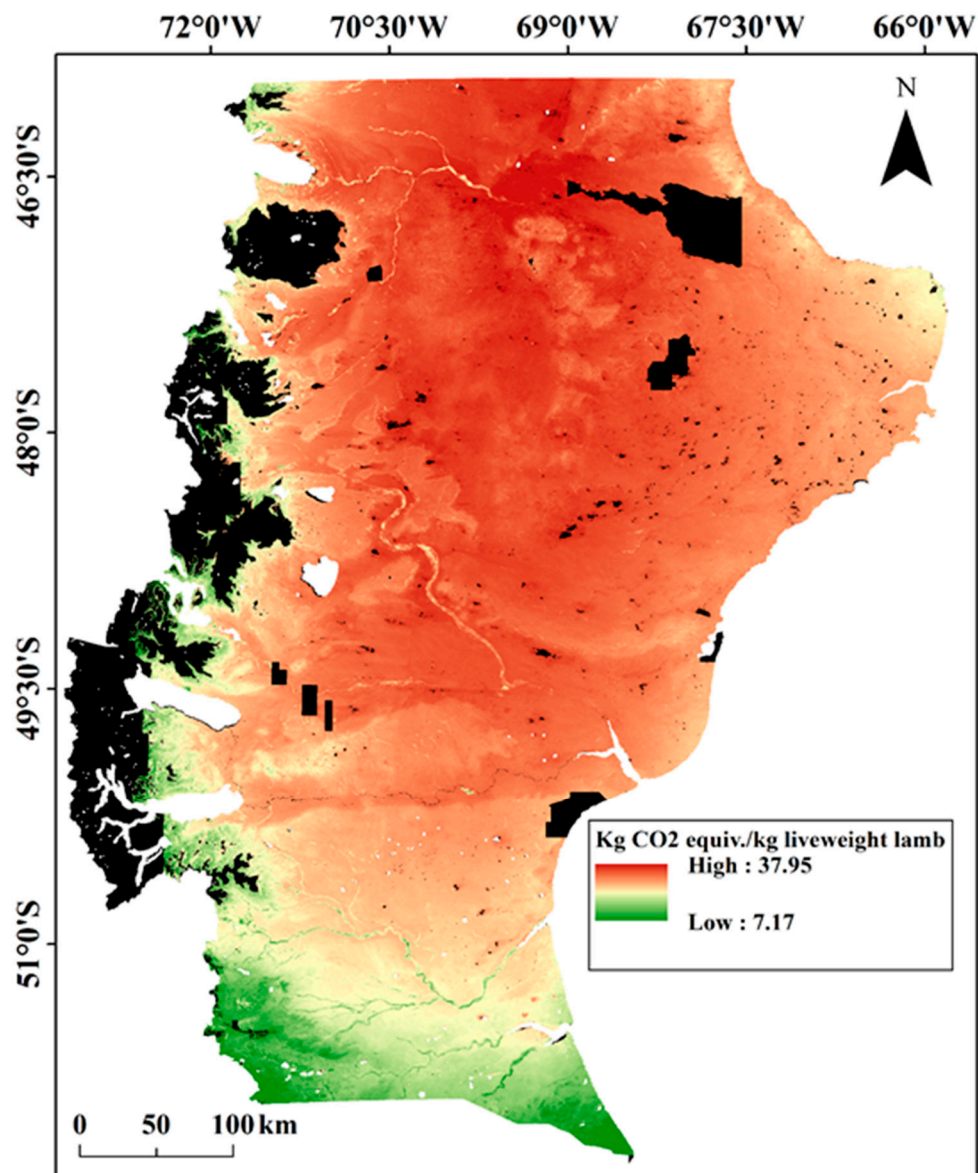 72°0'W 70°30'W 69°0'W 67°30'W 66°0'W
N
46°30'S
48°0'S
49°30'S
51°0'S
Kg CO2 equiv./kg liveweight lamb
High : 37.95
Low : 7.17
0 50 100 km